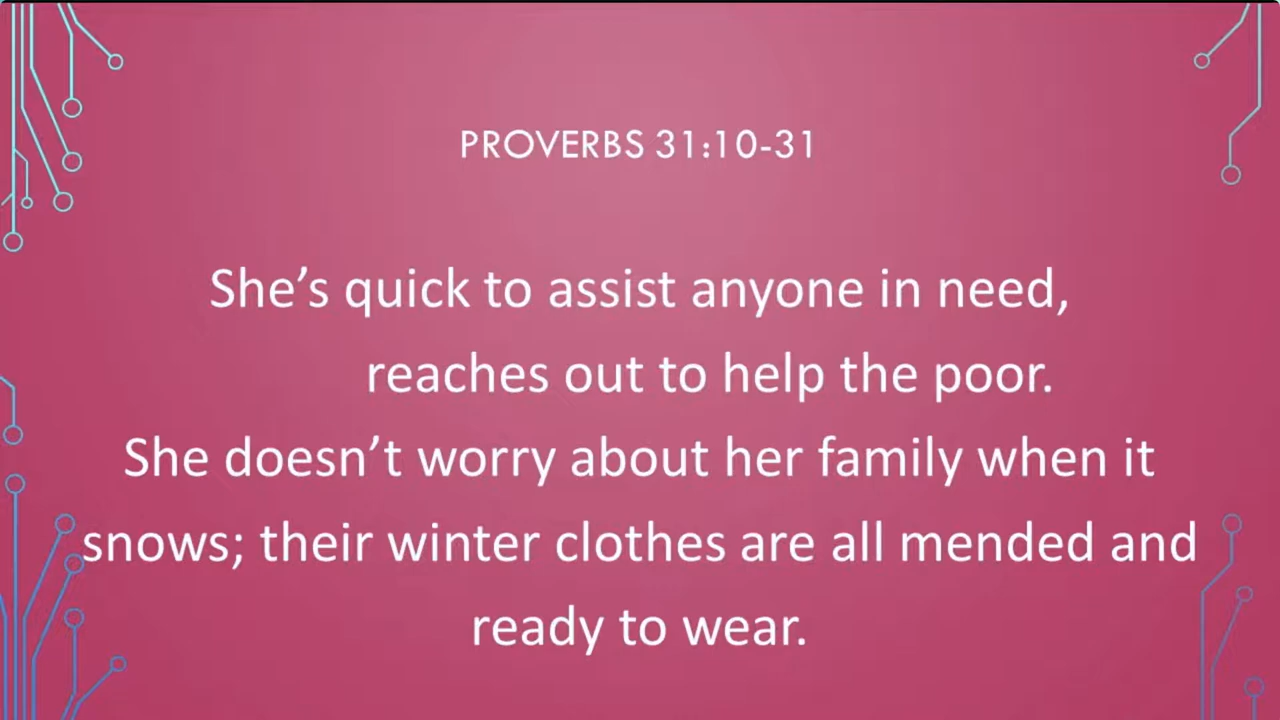 PROVERBS 31:10-31
She’s quick to assist anyone in need,
reaches out to help the poor.
She doesn’t worry about her family when it
snows; their winter clothes are all mended and
ready to wear.